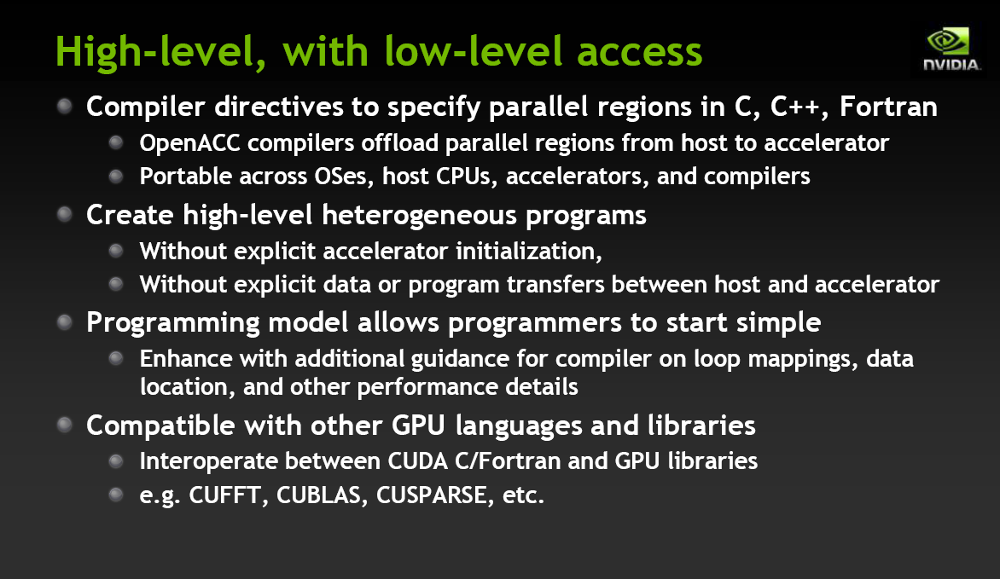 High-level, with low-level access
NVIDIA.
Compiler directives to specify parallel regions in C, C++, Fortran
OpenACC compilers offload parallel regions from host to accelerator
Portable across OSes, host CPUs, accelerators, and compilers
Create high-level heterogeneous programs
Without explicit accelerator initialization,
Without explicit data or program transfers between host and accelerator
Programming model allows programmers to start simple
Enhance with additional guidance for compiler on loop mappings, data
location, and other performance details
Compatible with other GPU languages and libraries
Interoperate between CUDA C/Fortran and GPU libraries
e.g. CUFFT, CUBLAS, CUSPARSE, etc.